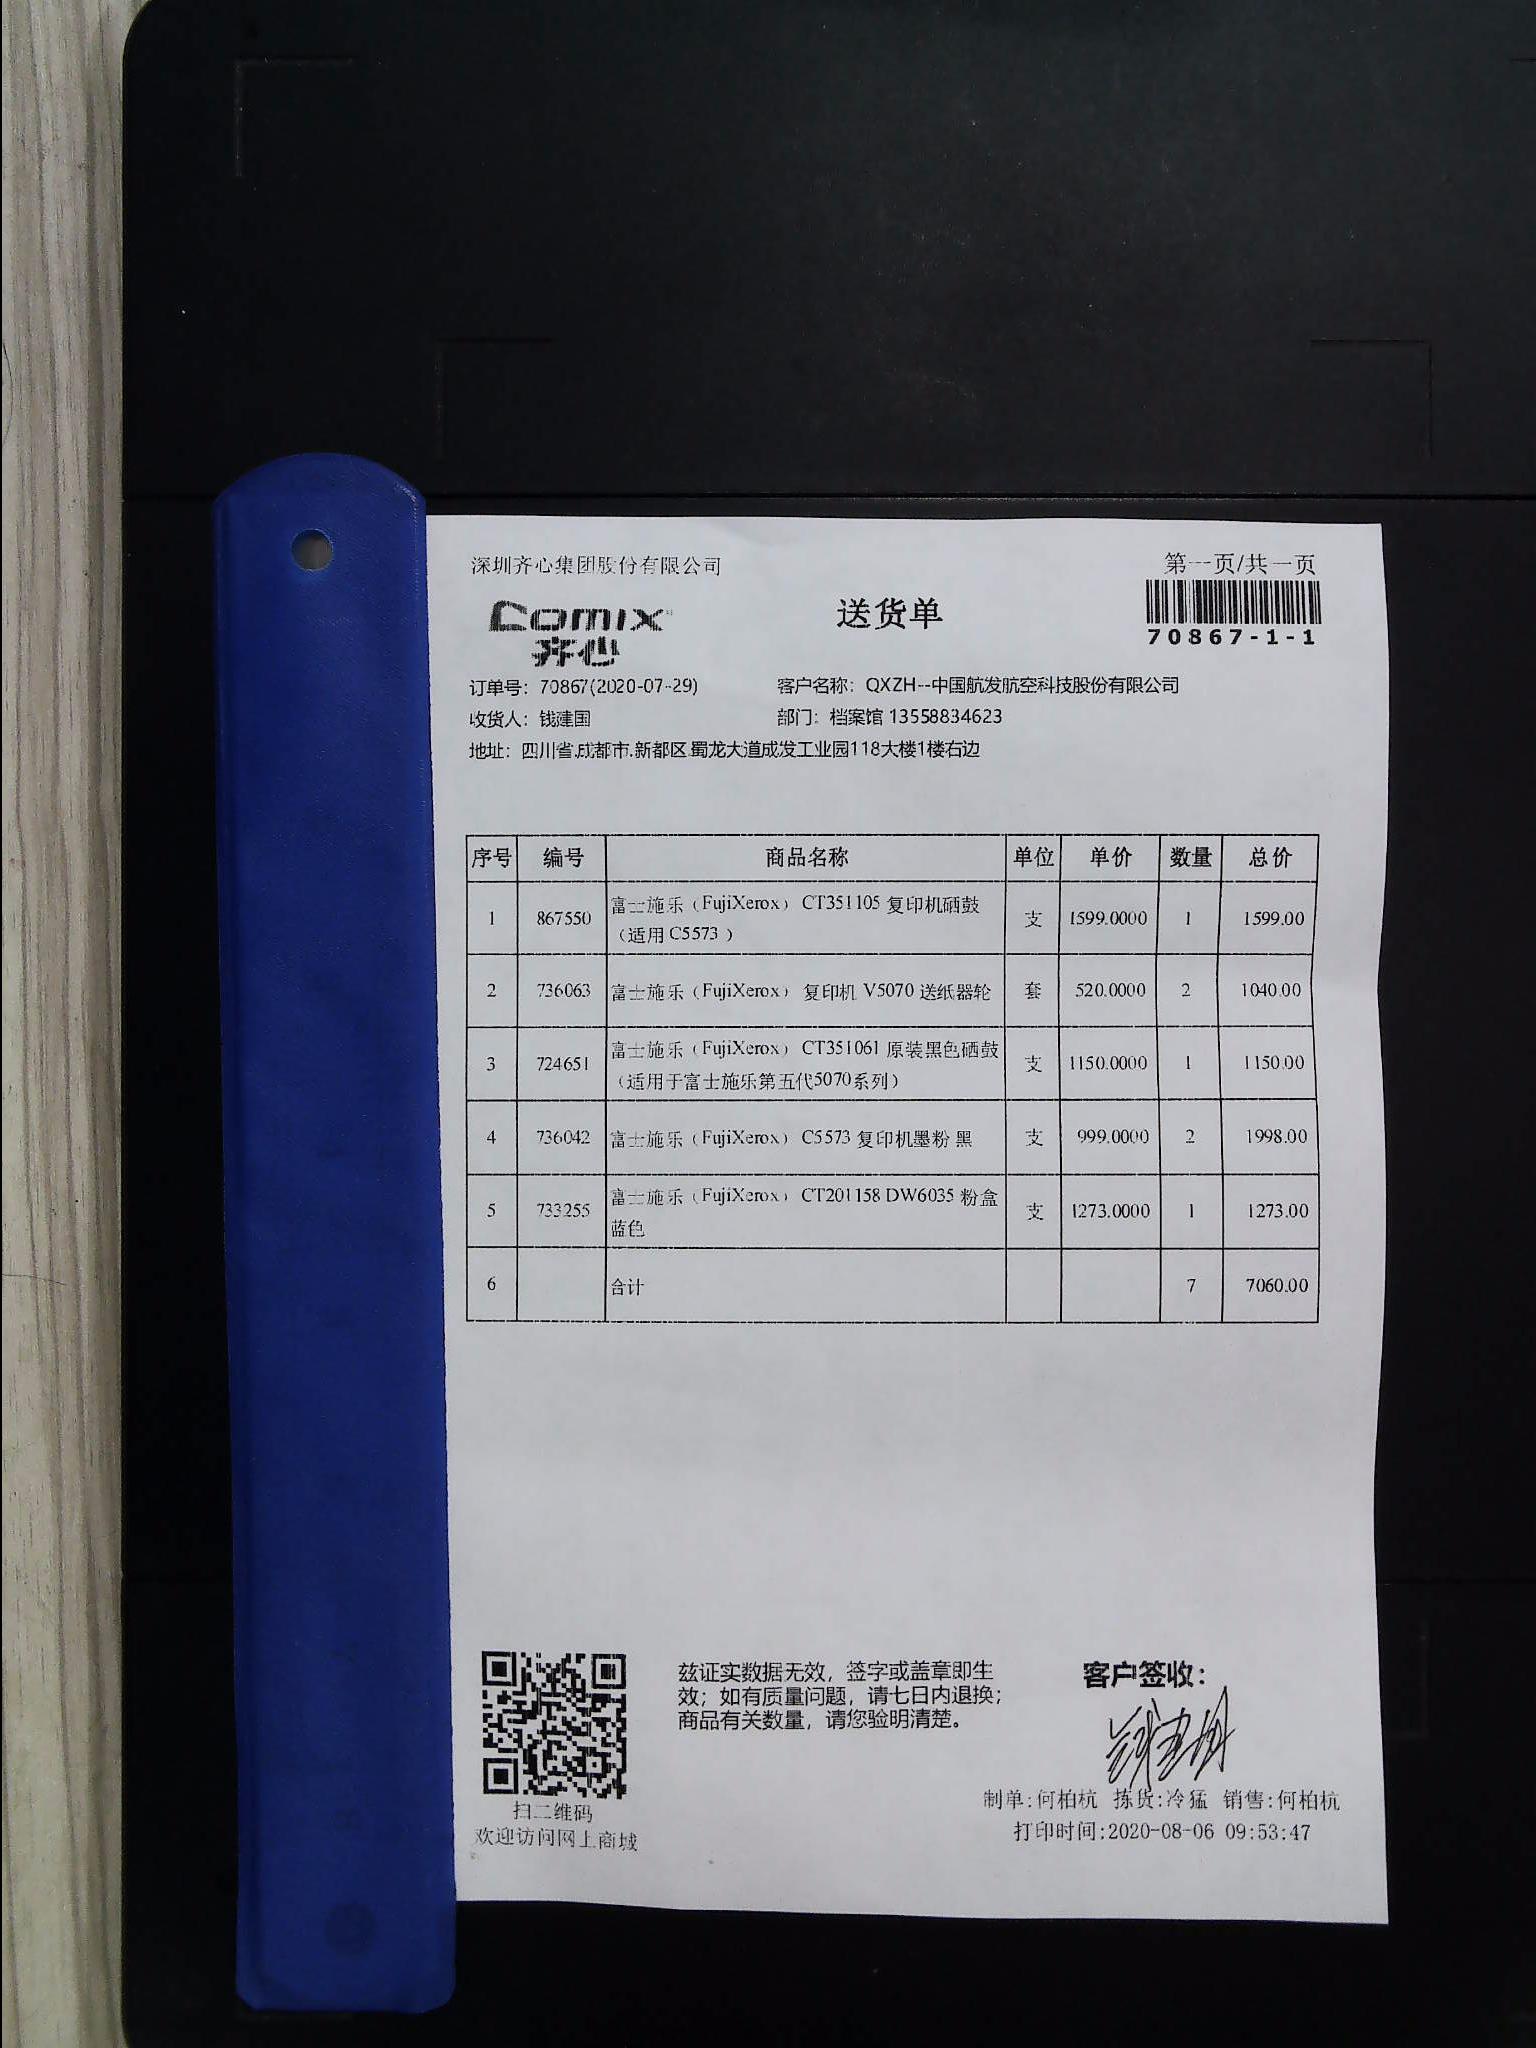 深圳齐心集团股份有限公司
第一页/共一页
Comix
齐心
送货单
70867-1-1
订单号：70867(2020-07-29) 客户名称：QXZH--中国航发航空科技股份有限公司
收货人：钱建国 部门：档案馆 13558834623
地址：四川省.成都市.新都区.蜀龙大道成发工业园118大楼1楼右边
序号 编号 商品名称 单位 单价 数量 总价
1 867550 富士施乐（FujiXerox） CT351105 复印机硒鼓（适用 C5573 ） 支 1599.0000 1 1599.00
2 736063 富士施乐（FujiXerox） 复印机 V5070 送纸器轮 套 520.0000 2 1040.00
3 724651 富士施乐（FujiXerox） CT351061 原装黑色硒鼓（适用于富士施乐第五代5070系列） 支 1150.0000 1 1150.00
4 736042 富士施乐（FujiXerox） C5573 复印机墨粉 黑 支 999.0000 2 1998.00
5 733255 富士施乐（FujiXerox） CT201158 DW6035 粉盒 蓝色 支 1273.0000 1 1273.00
6 合计 7 7060.00
兹证实数据无效，签字或盖章即生
效；如有质量问题，请七日内退换；
商品有关数量，请您验明清楚。
客户签收：
钱建国
扫二维码
欢迎访问网上商城
制单:何柏杭 拣货:冷猛 销售:何柏杭
打印时间:2020-08-06 09:53:47